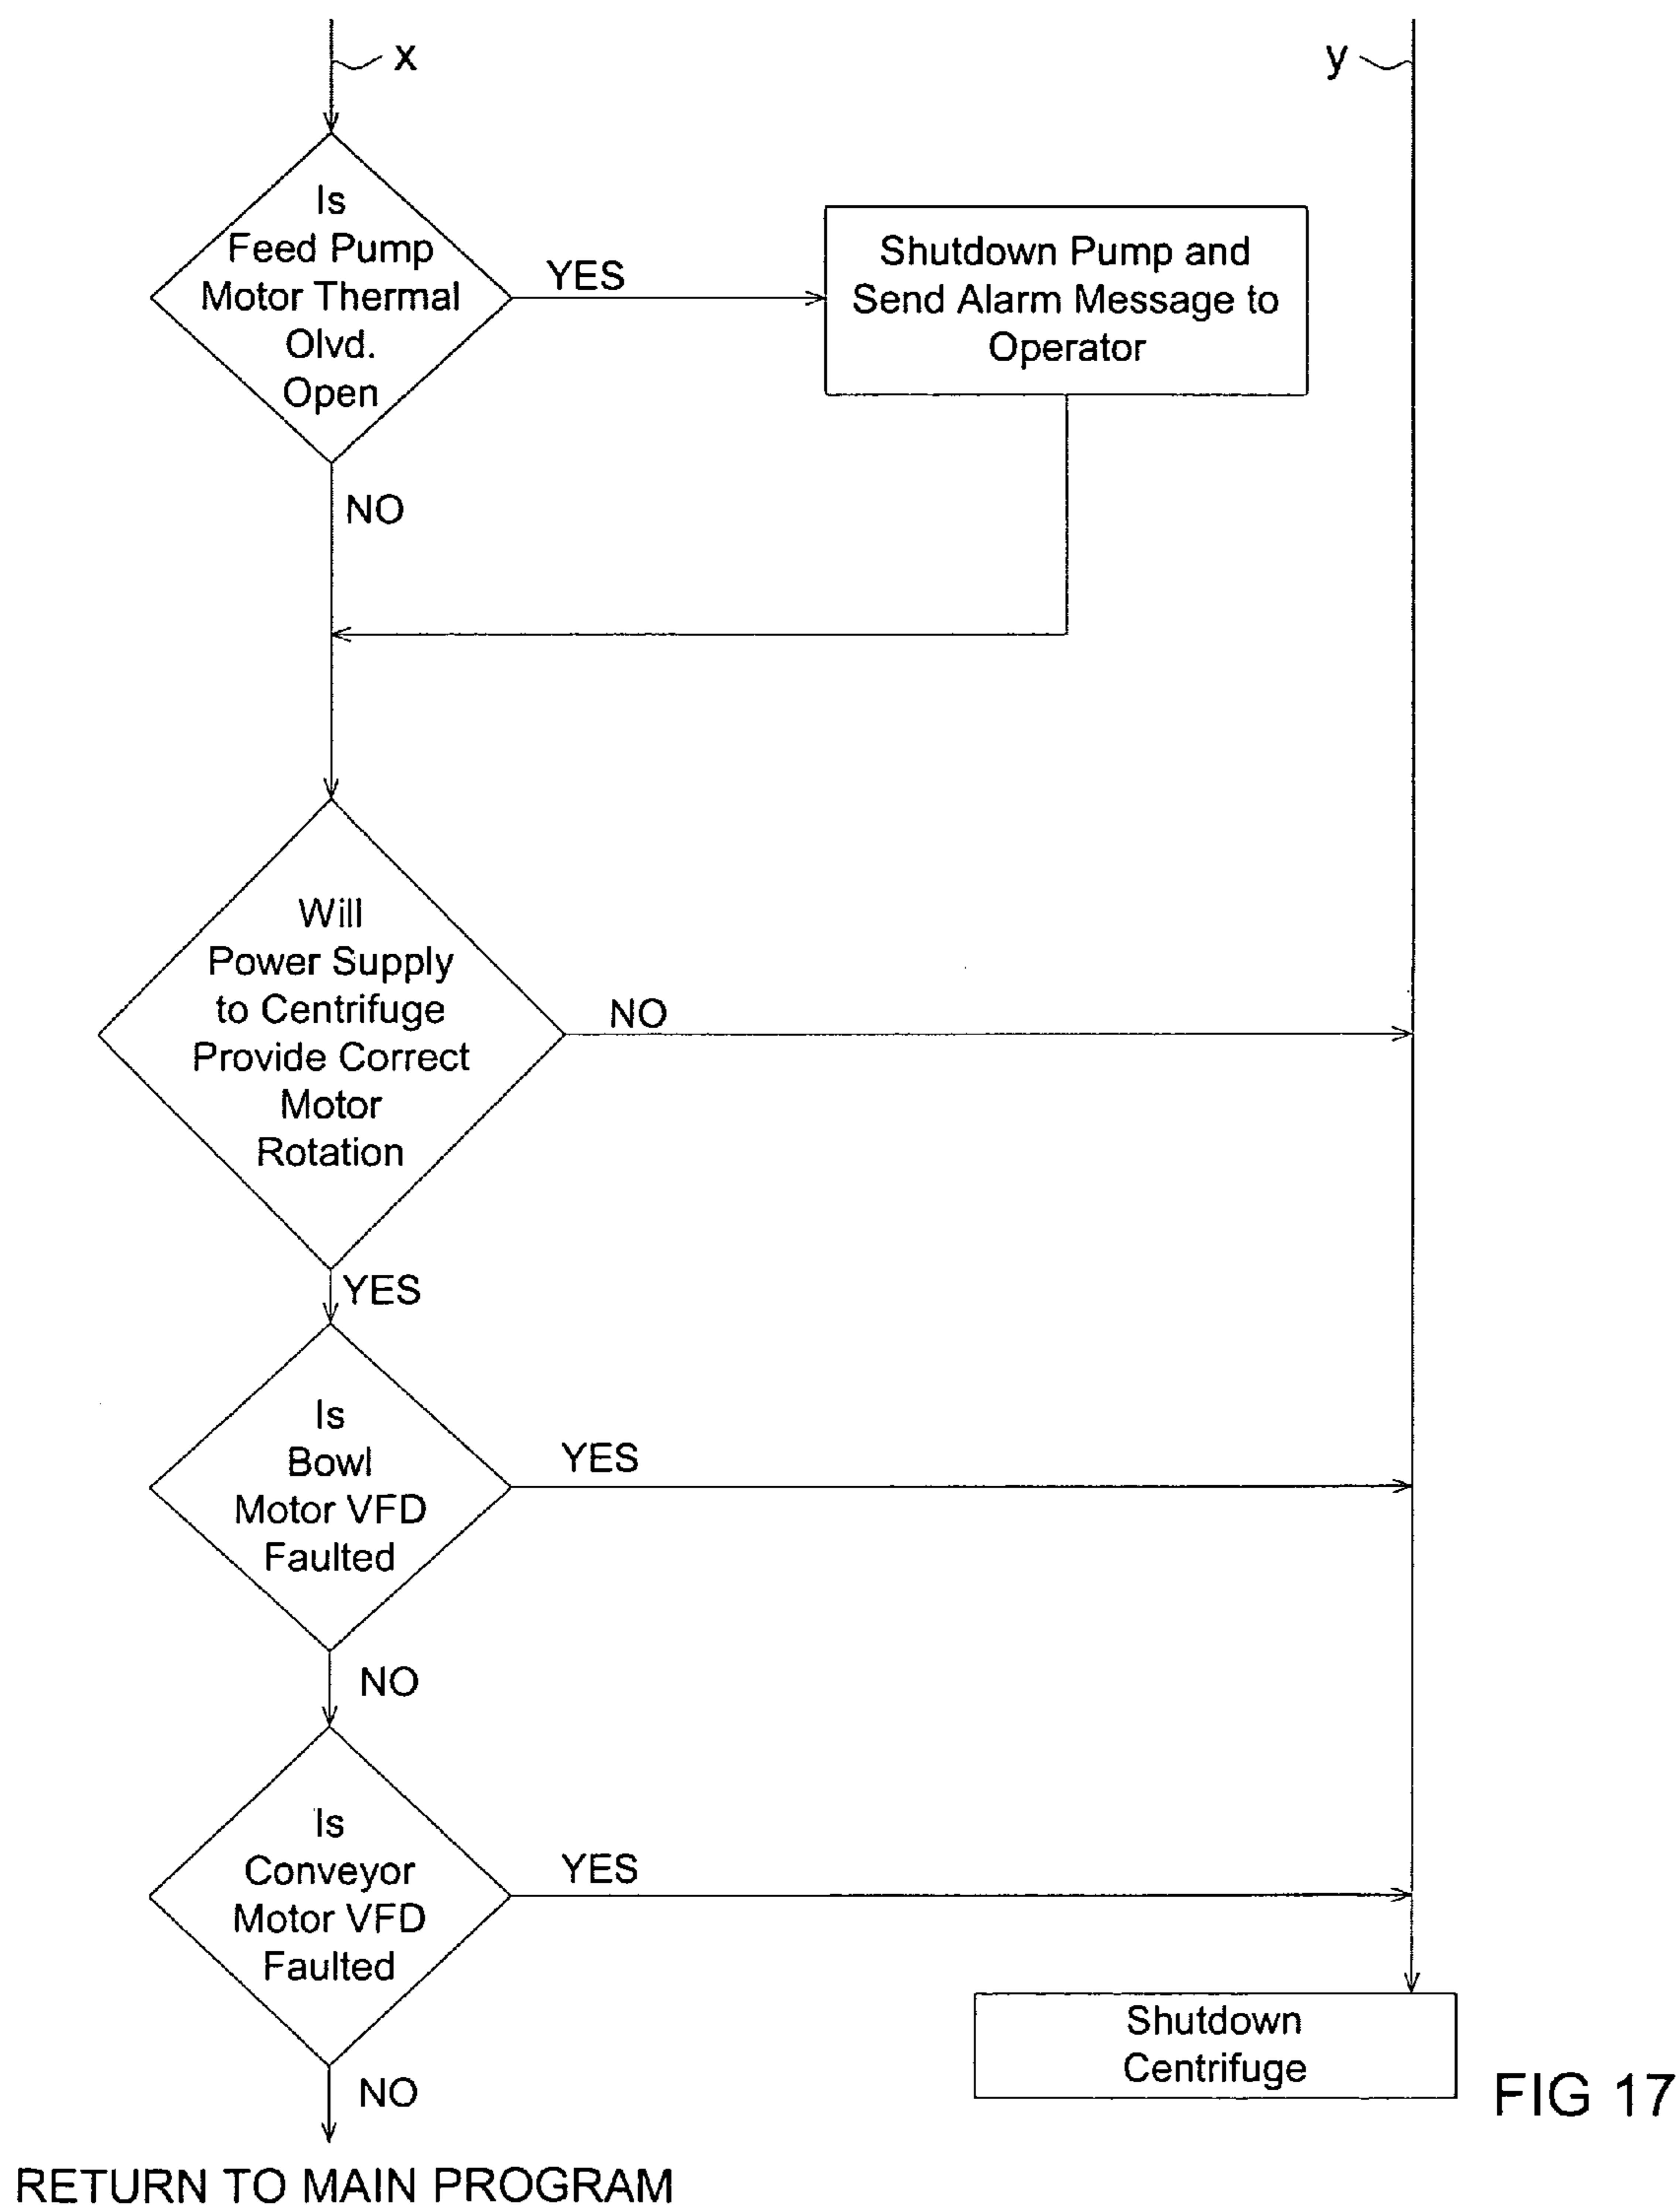 x
y
Is
Feed Pump
Motor Thermal
Olvd.
Open
YES
Shutdown Pump and
Send Alarm Message to
Operator
NO
Will
Power Supply
to Centrifuge
Provide Correct
Motor
Rotation
NO
YES
Is
Bowl
Motor VFD
Faulted
YES
NO
Is
Conveyor
Motor VFD
Faulted
YES
NO
Shutdown
Centrifuge
FIG 17
RETURN TO MAIN PROGRAM